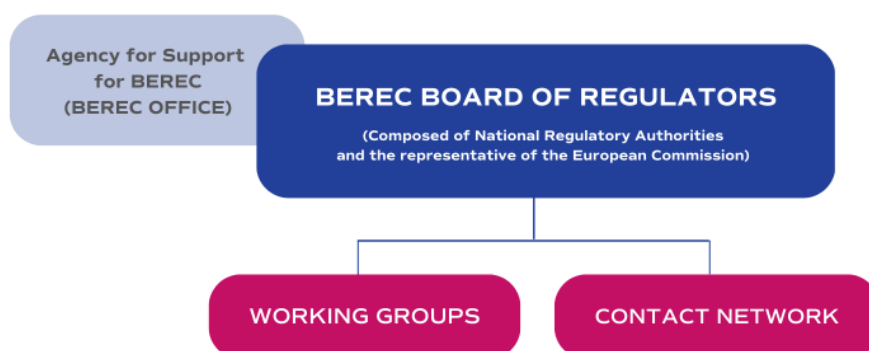 Agency for Support
for BEREC
(BEREC OFFICE)
BEREC BOARD OF REGULATORS
(Composed of National Regulatory Authorities
and the representative of the European Commission)
WORKING GROUPS
CONTACT NETWORK